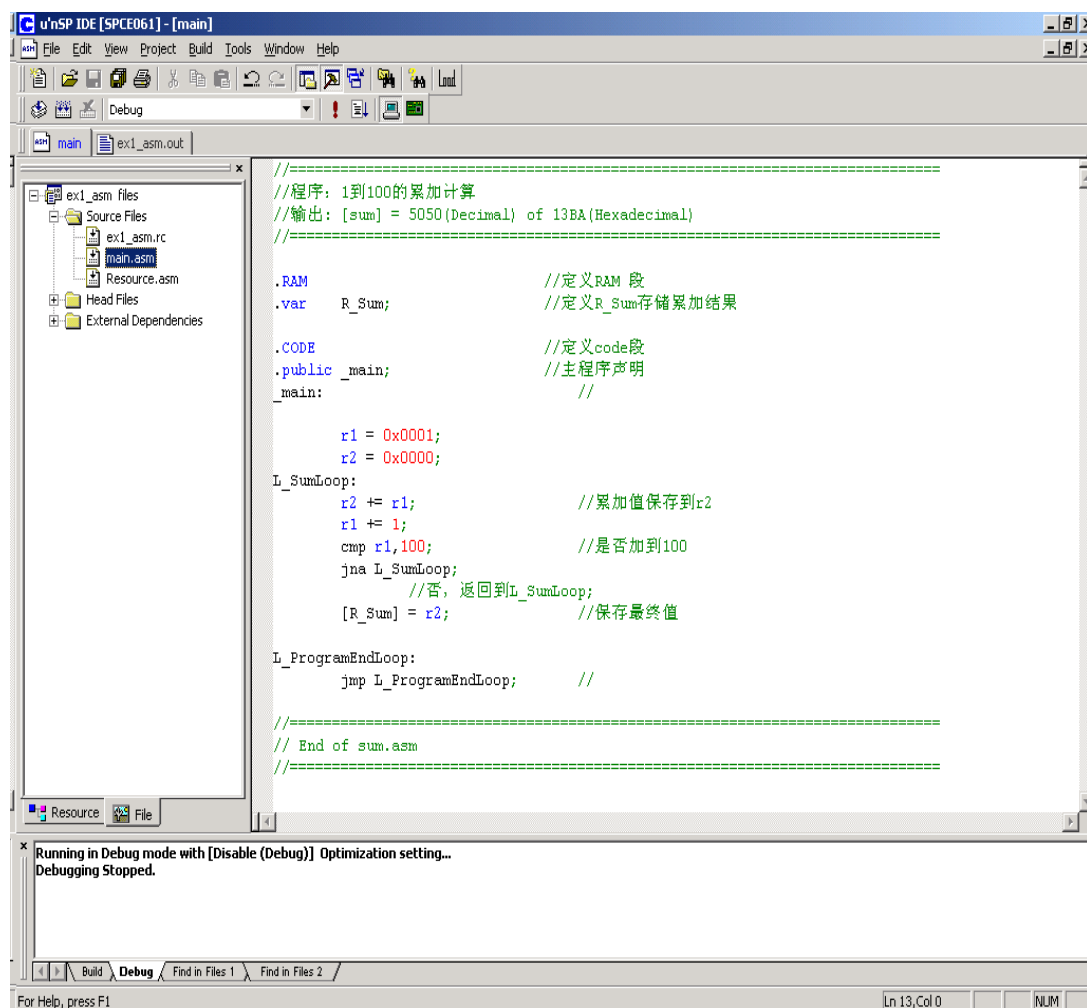 u'nSP IDE [SPCE061] - [main]
File Edit View Project Build Tools Window Help
Debug
main ex1_asm.out
ex1_asm files
Source Files
ex1_asm.rc
main.asm
Resource.asm
Head Files
External Dependencies
Resource File
//========================================================================
//程序：1到100的累加计算
//输出：[sum] = 5050(Decimal) of 13BA(Hexadecimal)
//========================================================================
.RAM //定义RAM 段
.var R_Sum; //定义R_Sum存储累加结果
.CODE //定义code段
.public _main; //主程序声明
_main: //
r1 = 0x0001;
r2 = 0x0000;
L_SumLoop:
r2 += r1; //累加值保存到r2
r1 += 1;
cmp r1,100; //是否加到100
jna L_SumLoop;
//否，返回到L_SumLoop;
[R_Sum] = r2; //保存最终值
L_ProgramEndLoop:
jmp L_ProgramEndLoop; //
//========================================================================
// End of sum.asm
//========================================================================
Running in Debug mode with [Disable (Debug)] Optimization setting...
Debugging Stopped.
Build Debug Find in Files 1 Find in Files 2
For Help, press F1 Ln 13,Col 0 NUM